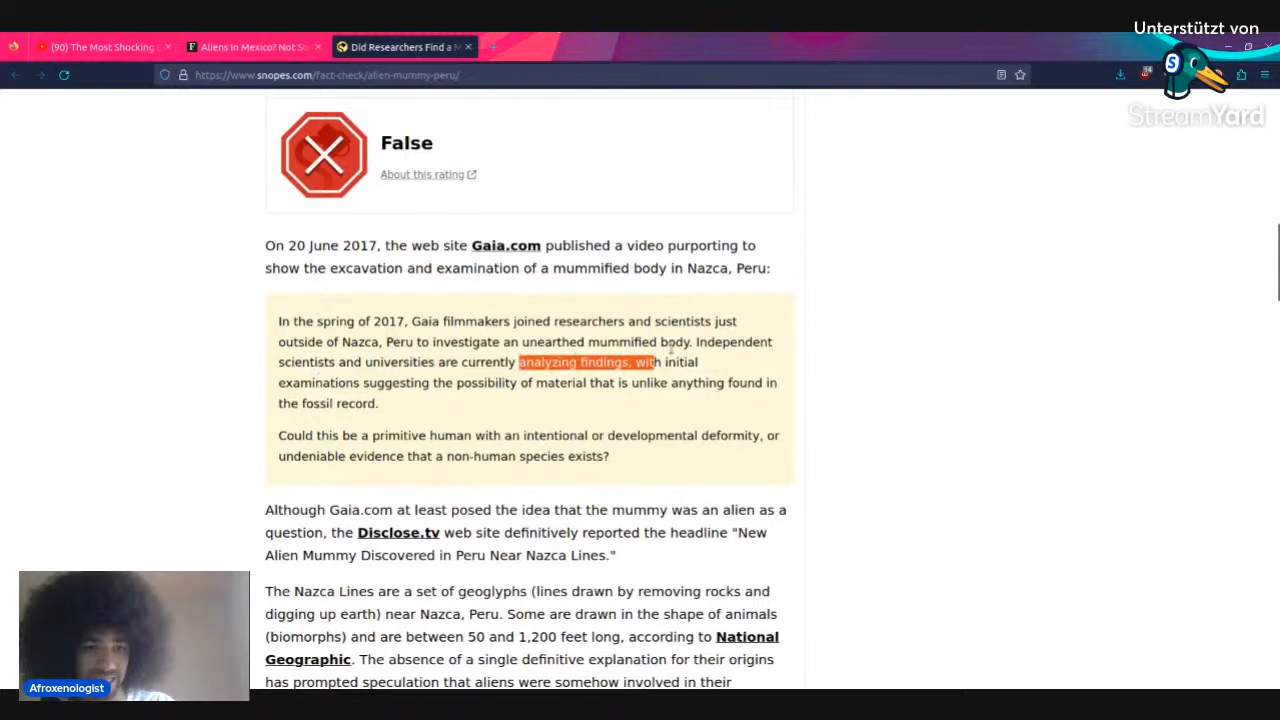 Unterstützt von
StreamYard
(90) The Most Shocking
Aliens In Mexico? Not So
Did Researchers Find a M
https://www.snopes.com/fact-check/alien-mummy-peru/
False
About this rating
On 20 June 2017, the web site Gaia.com published a video purporting to
show the excavation and examination of a mummified body in Nazca, Peru:
In the spring of 2017, Gaia filmmakers joined researchers and scientists just
outside of Nazca, Peru to investigate an unearthed mummified body. Independent
scientists and universities are currently analyzing findings, with initial
examinations suggesting the possibility of material that is unlike anything found in
the fossil record.
Could this be a primitive human with an intentional or developmental deformity, or
undeniable evidence that a non-human species exists?
Although Gaia.com at least posed the idea that the mummy was an alien as a
question, the Disclose.tv web site definitively reported the headline "New
Alien Mummy Discovered in Peru Near Nazca Lines."
The Nazca Lines are a set of geoglyphs (lines drawn by removing rocks and
digging up earth) near Nazca, Peru. Some are drawn in the shape of animals
(biomorphs) and are between 50 and 1,200 feet long, according to National
Geographic. The absence of a single definitive explanation for their origins
has prompted speculation that aliens were somehow involved in their
Afroxenologist